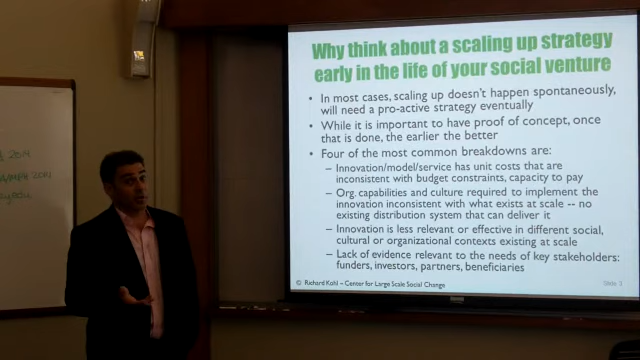 Why think about a scaling up strategy
early in the life of your social venture
• In most cases, scaling up doesn't happen spontaneously,
will need a pro-active strategy eventually
• While it is important to have proof of concept, once
that is done, the earlier the better
• Four of the most common breakdowns are:
– Innovation/model/service has unit costs that are
inconsistent with budget constraints, capacity to pay
– Org. capabilities and culture required to implement the
innovation inconsistent with what exists at scale -- no
existing distribution system that can deliver it
– Innovation is less relevant or effective in different social,
cultural or organizational contexts existing at scale
– Lack of evidence relevant to the needs of key stakeholders:
funders, investors, partners, beneficiaries
© Richard Kohl – Center for Large Scale Social Change
Slide 3
2014